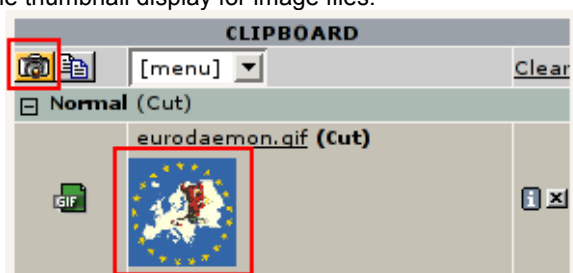 e thumbnail display for image files.
CLIPBOARD
[menu] Clear
Normal (Cut)
eurodaemon.gif (Cut)
GIF